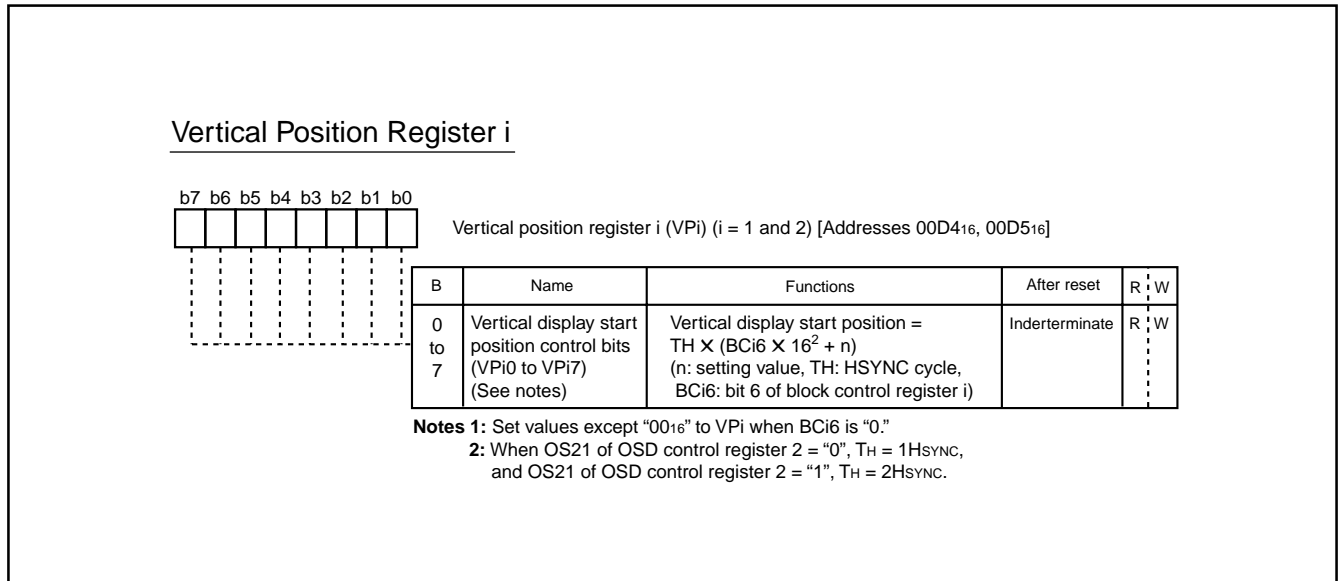 Vertical Position Register i
b7 b6 b5 b4 b3 b2 b1 b0
Vertical position register i (VPi) (i = 1 and 2) [Addresses 00D4₁₆, 00D5₁₆]
B Name Functions After reset R W
0 to 7
Vertical display start
position control bits
(VPi0 to VPi7)
(See notes)
Vertical display start position =
TH X (BCi6 X 16² + n)
(n: setting value, TH: HSYNC cycle,
BCi6: bit 6 of block control register i)
Inderterminate R W
Notes 1: Set values except “00₁₆” to VPi when BCi6 is “0.”
2: When OS21 of OSD control register 2 = “0”, TH = 1HSYNC,
and OS21 of OSD control register 2 = “1”, TH = 2HSYNC.